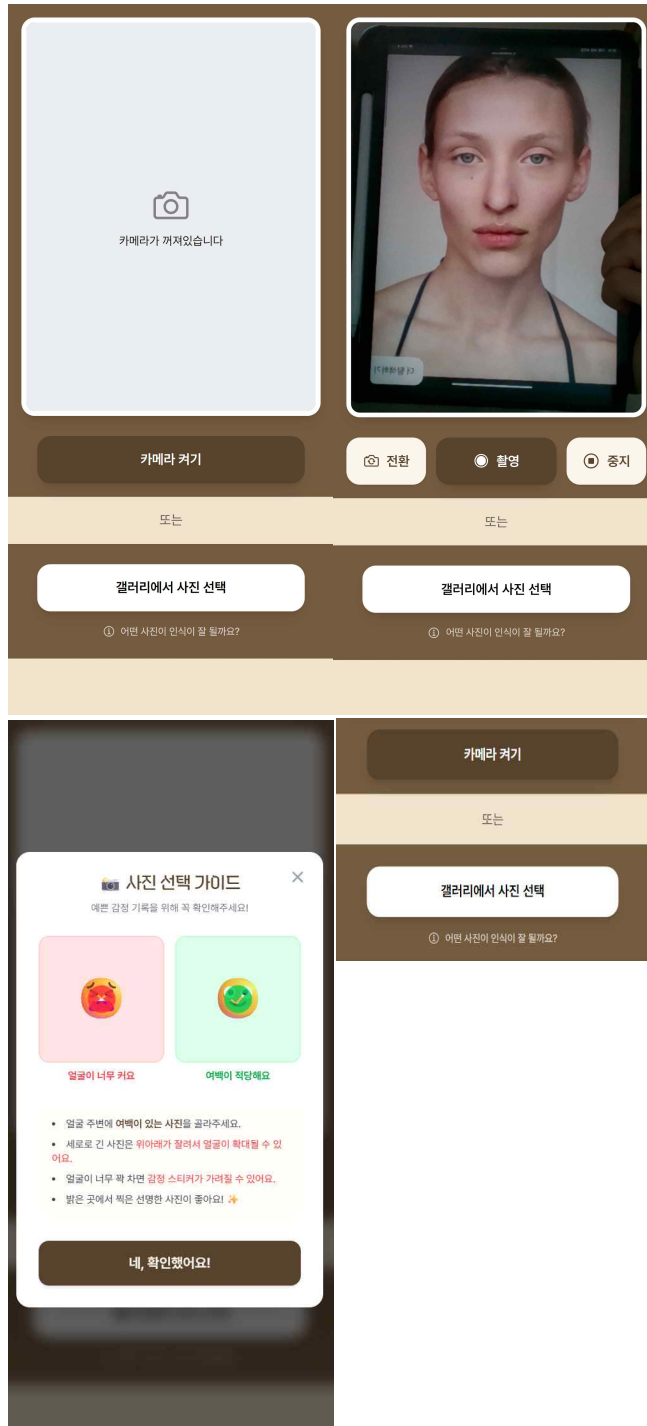 카메라가 꺼져있습니다
카메라 켜기
또는
갤러리에서 사진 선택
어떤 사진이 인식이 잘 될까요?
더 탐색하기
전환
촬영
중지
또는
갤러리에서 사진 선택
어떤 사진이 인식이 잘 될까요?
사진 선택 가이드
예쁜 감정 기록을 위해 꼭 확인해주세요!
얼굴이 너무 커요
여백이 적당해요
• 얼굴 주변에 여백이 있는 사진을 골라주세요.
• 세로로 긴 사진은 위아래가 잘려서 얼굴이 확대될 수 있
어요.
• 얼굴이 너무 꽉 차면 감정 스티커가 가려질 수 있어요.
• 밝은 곳에서 찍은 선명한 사진이 좋아요! ✨
네, 확인했어요!
카메라 켜기
또는
갤러리에서 사진 선택
어떤 사진이 인식이 잘 될까요?